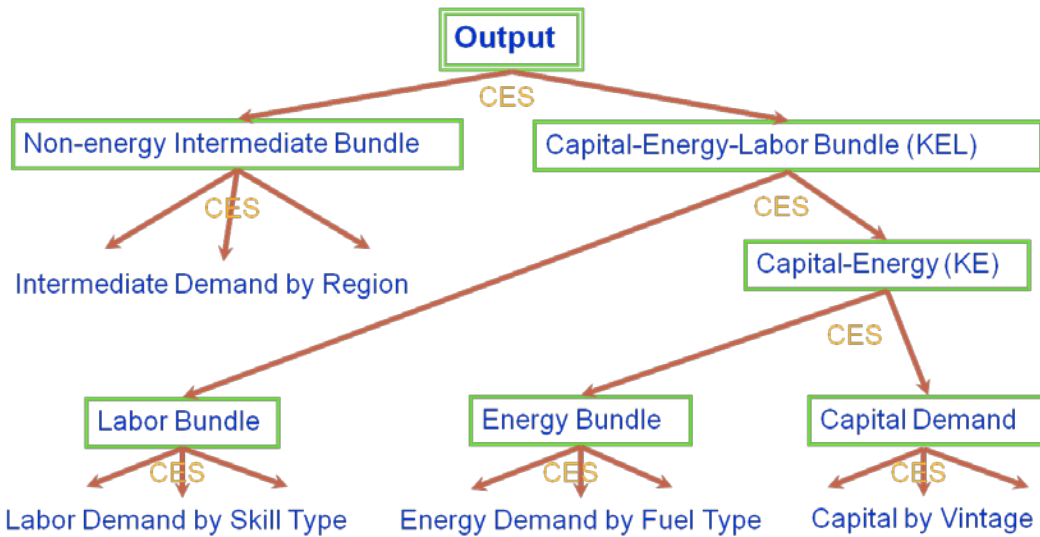 Output
CES
Non-energy Intermediate Bundle
Capital-Energy-Labor Bundle (KEL)
CES
CES
Capital-Energy (KE)
Intermediate Demand by Region
CES
Labor Bundle
Energy Bundle
Capital Demand
CES
CES
CES
Labor Demand by Skill Type
Energy Demand by Fuel Type
Capital by Vintage